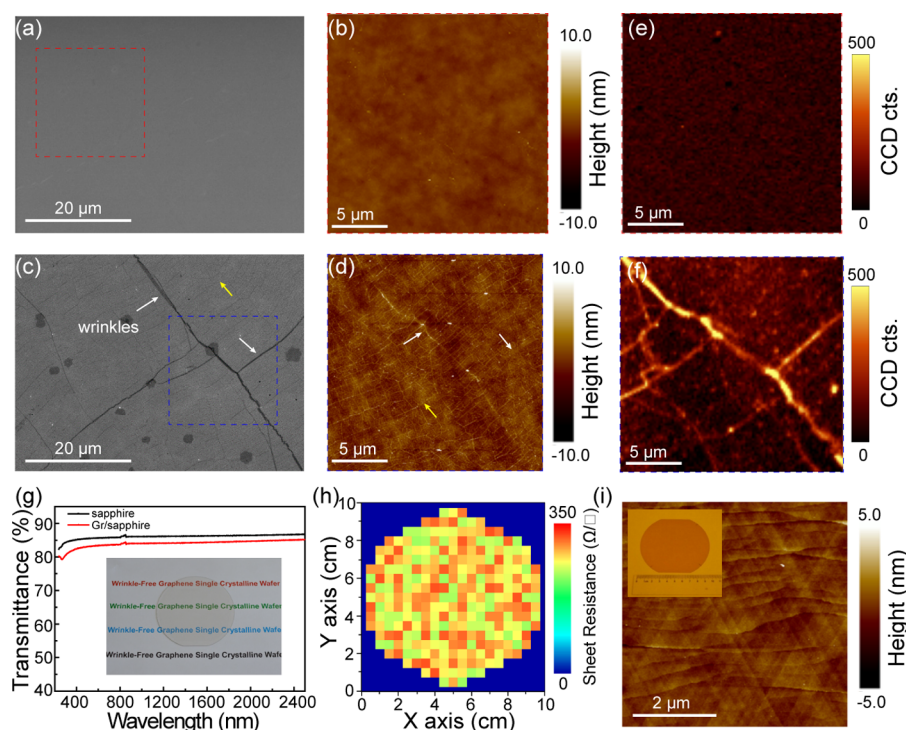 (a)
20 μm
(b)
5 μm
10.0
Height (nm)
-10.0
(e)
5 μm
500
CCD cts.
0
(c)
wrinkles
20 μm
(d)
5 μm
10.0
Height (nm)
-10.0
(f)
5 μm
500
CCD cts.
0
(g)
Transmittance (%)
90
80
70
60
50
40
sapphire
Gr/sapphire
Wrinkle-Free Graphene Single Crystalline Wafer
Wrinkle-Free Graphene Single Crystalline Wafer
Wrinkle-Free Graphene Single Crystalline Wafer
Wrinkle-Free Graphene Single Crystalline Wafe
400 800 1200 1600 2000 2400
Wavelength (nm)
(h)
Y axis (cm)
10
8
6
4
2
0
0 2 4 6 8 10
X axis (cm)
350
Sheet Resistance (Ω/□)
0
(i)
2 μm
5.0
Height (nm)
-5.0